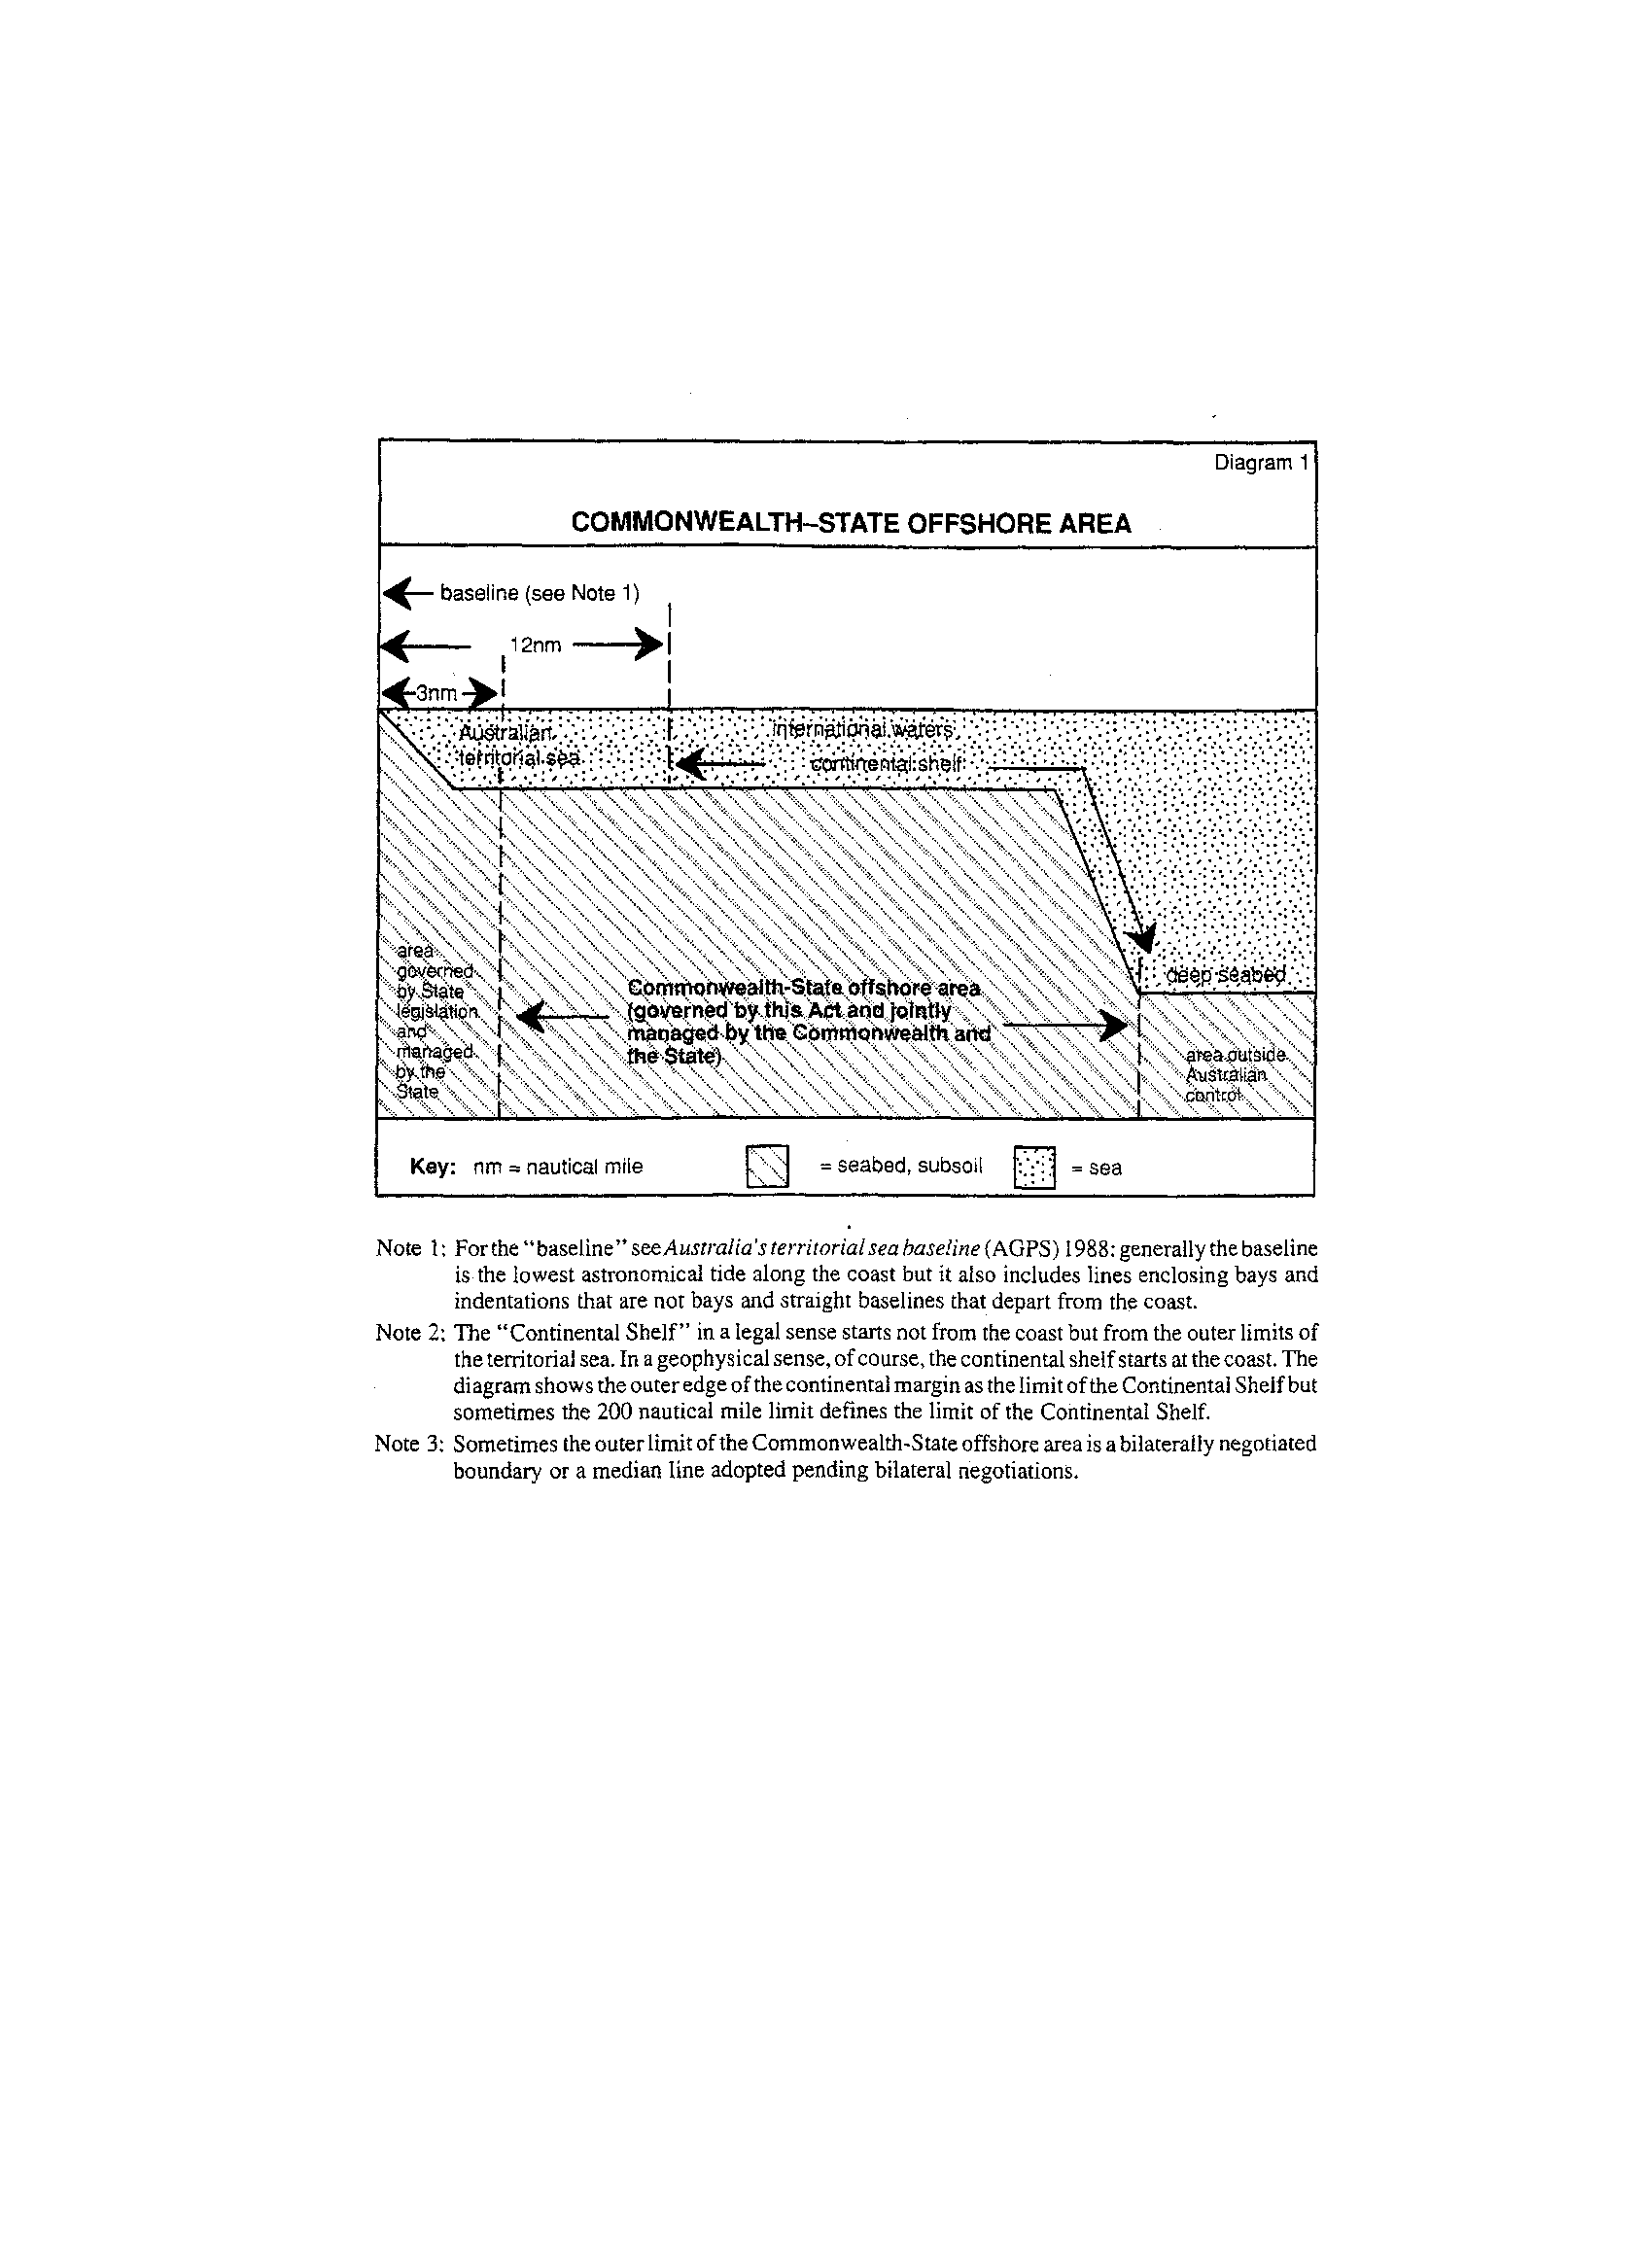 Diagram 1
COMMONWEALTH–STATE OFFSHORE AREA
baseline (see Note 1)
12nm
3nm
Australian
territorial sea
international waters
continental shelf
deep seabed
area
governed
by State
legislation
and
managed
by the
State
Commonwealth-State offshore area
(governed by this Act and jointly
managed by the Commonwealth and
the State)
area outside
Australian
control
Key: nm = nautical mile = seabed, subsoil = sea
Note 1: For the “baseline” see Australia's territorial sea baseline (AGPS) 1988: generally the baseline
is the lowest astronomical tide along the coast but it also includes lines enclosing bays and
indentations that are not bays and straight baselines that depart from the coast.
Note 2: The “Continental Shelf” in a legal sense starts not from the coast but from the outer limits of
the territorial sea. In a geophysical sense, of course, the continental shelf starts at the coast. The
diagram shows the outer edge of the continental margin as the limit of the Continental Shelf but
sometimes the 200 nautical mile limit defines the limit of the Continental Shelf.
Note 3: Sometimes the outer limit of the Commonwealth-State offshore area is a bilaterally negotiated
boundary or a median line adopted pending bilateral negotiations.